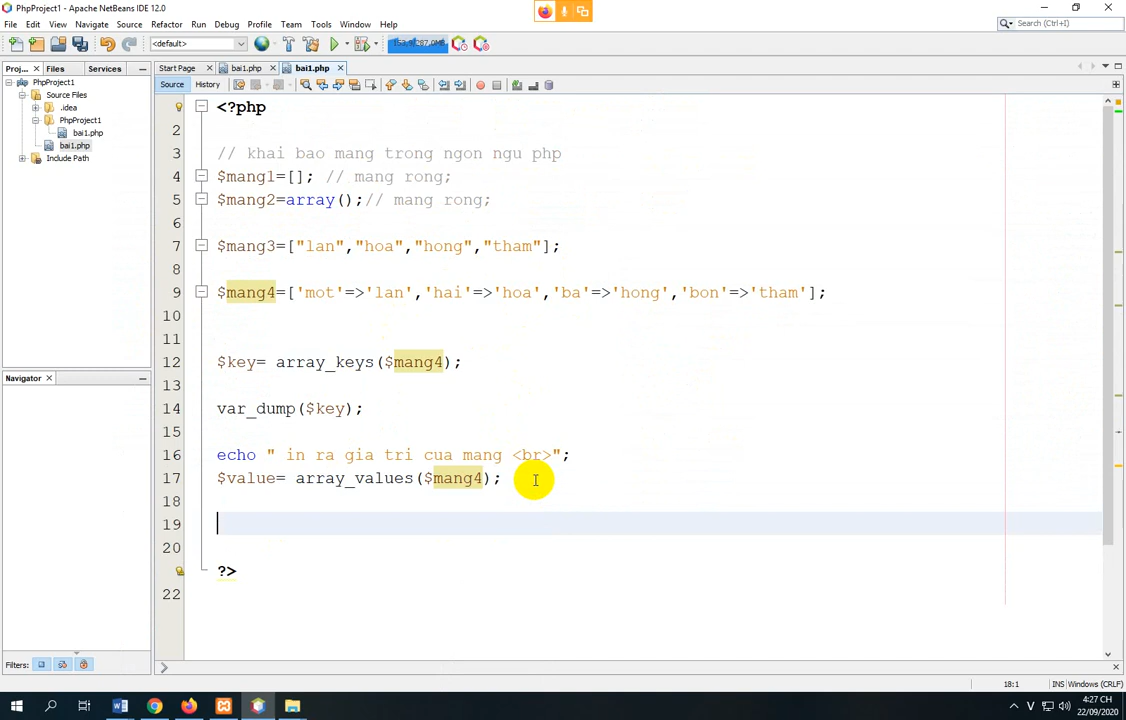 PhpProject1 - Apache NetBeans IDE 12.0
File Edit View Navigate Source Refactor Run Debug Profile Team Tools Window Help
Search (Ctrl+I)
<default>
Proj... Files Services
Start Page bai1.php bai1.php
Source History
PhpProject1
Source Files
.idea
PhpProject1
bai1.php
bai1.php
Include Path
Navigator
Filters:
1 <?php
2
3 // khai bao mang trong ngon ngu php
4 $mang1=[]; // mang rong;
5 $mang2=array();// mang rong;
6
7 $mang3=["lan","hoa","hong","tham"];
8
9 $mang4=['mot'=>'lan','hai'=>'hoa','ba'=>'hong','bon'=>'tham'];
10
11
12 $key= array_keys($mang4);
13
14 var_dump($key);
15
16 echo " in ra gia tri cua mang <br>";
17 $value= array_values($mang4);
18
19
20
?>
22
18:1 INS Windows (CRLF)
V 4:27 CH
22/09/2020